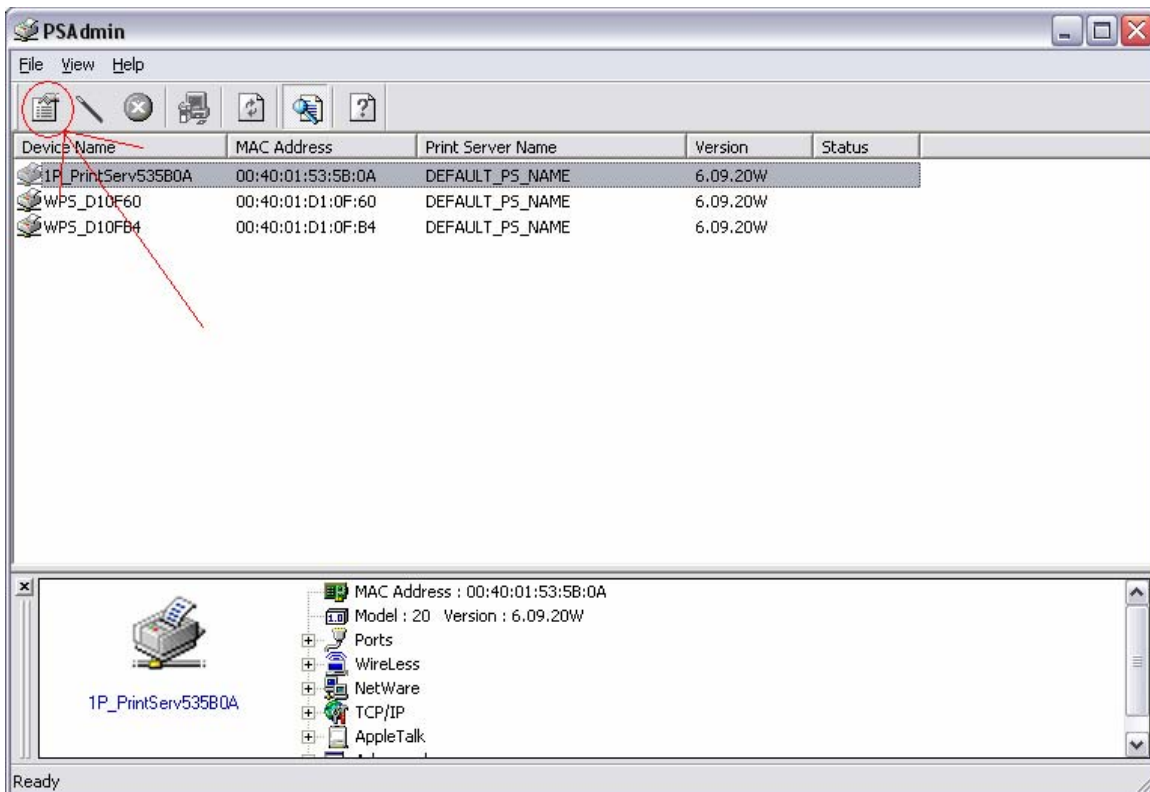 PSAdmin
File View Help
Device Name MAC Address Print Server Name Version Status
1P_PrintServ535B0A 00:40:01:53:5B:0A DEFAULT_PS_NAME 6.09.20W
WPS_D10F60 00:40:01:D1:0F:60 DEFAULT_PS_NAME 6.09.20W
WPS_D10FB4 00:40:01:D1:0F:B4 DEFAULT_PS_NAME 6.09.20W
MAC Address : 00:40:01:53:5B:0A
1.0 Model : 20 Version : 6.09.20W
Ports
WireLess
NetWare
1P_PrintServ535B0A
TCP/IP
AppleTalk
Ready